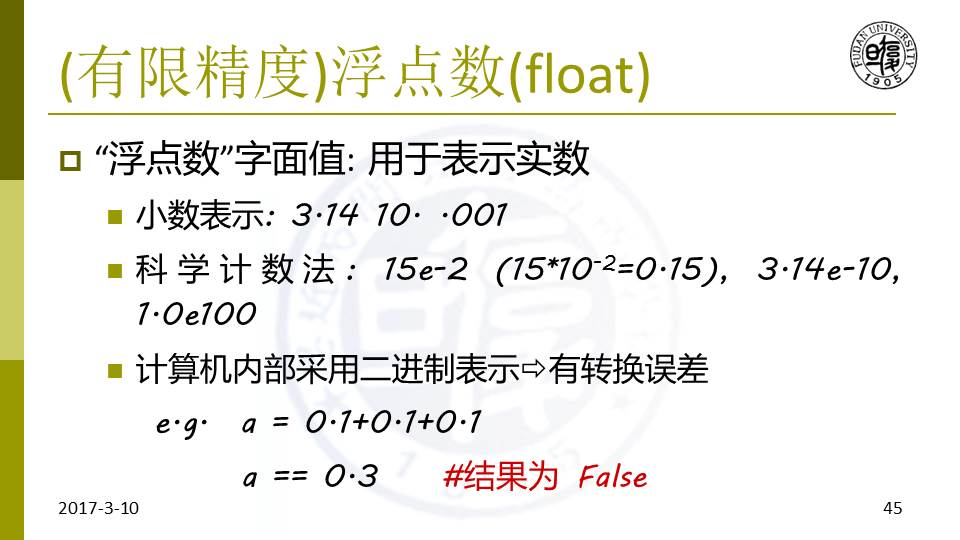 (有限精度)浮点数(float)
FUDAN UNIVERSITY
1905
“浮点数”字面值: 用于表示实数
小数表示: 3.14 10. .001
科学计数法: 15e-2 (15*10-2=0.15), 3.14e-10,
1.0e100
计算机内部采用二进制表示⇨有转换误差
e.g. a = 0.1+0.1+0.1
a == 0.3 #结果为 False
2017-3-10
45